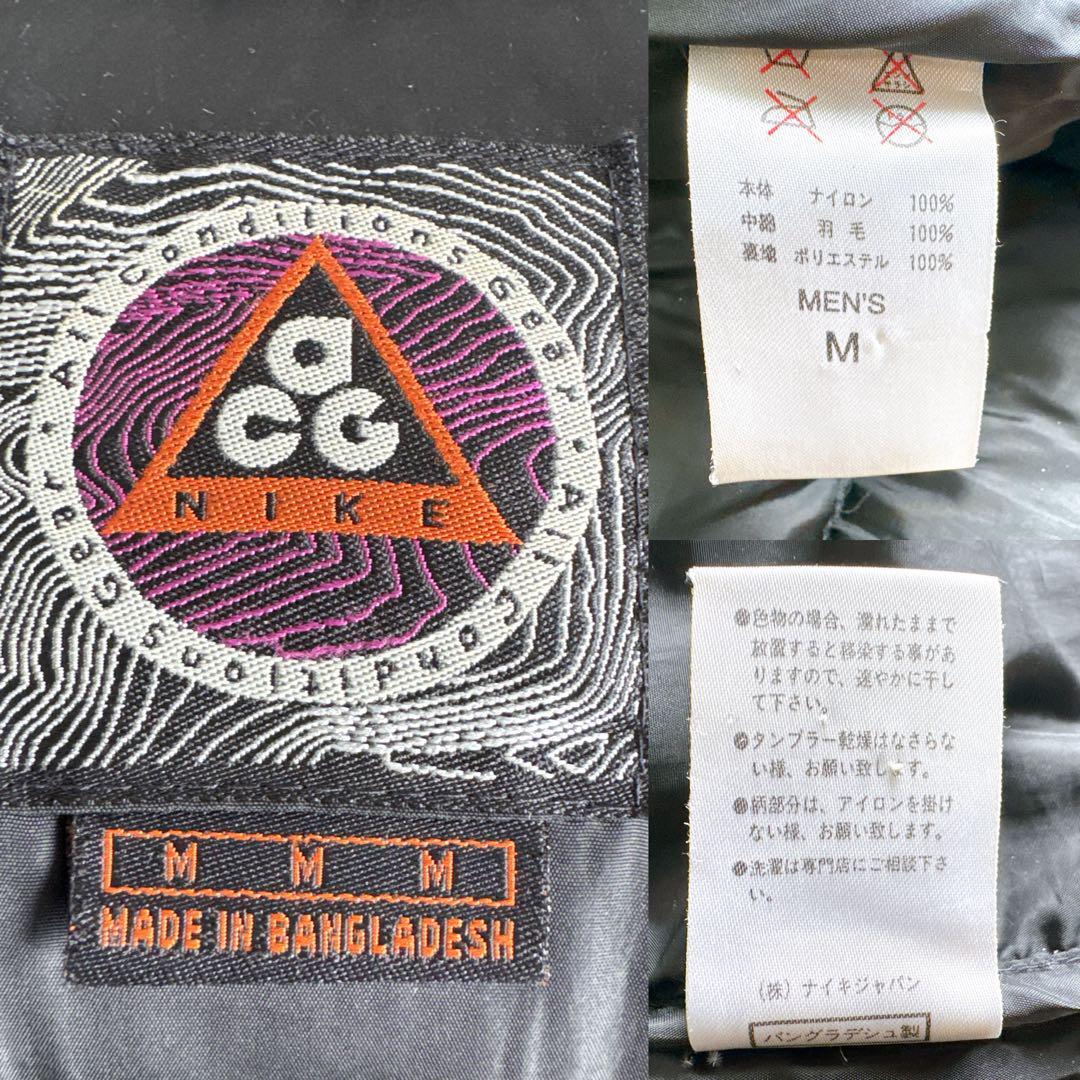 All Conditions Gear • All Conditions Gear •
a
CCG
NIKE
M M M
MADE IN BANGLADESH
サラシ
本体 ナイロン 100%
中綿 羽毛 100%
裏地 ポリエステル 100%
MEN'S
M
●色物の場合、濡れたままで
放置すると移染する事があ
りますので、速やかに干し
て下さい。
●タンブラー乾燥はなさらな
い様、お願い致します。
●柄部分は、アイロンを掛け
ない様、お願い致します。
●洗濯は専門店にご相談下さ
い。
(株)ナイキジャパン
バングラデシュ製